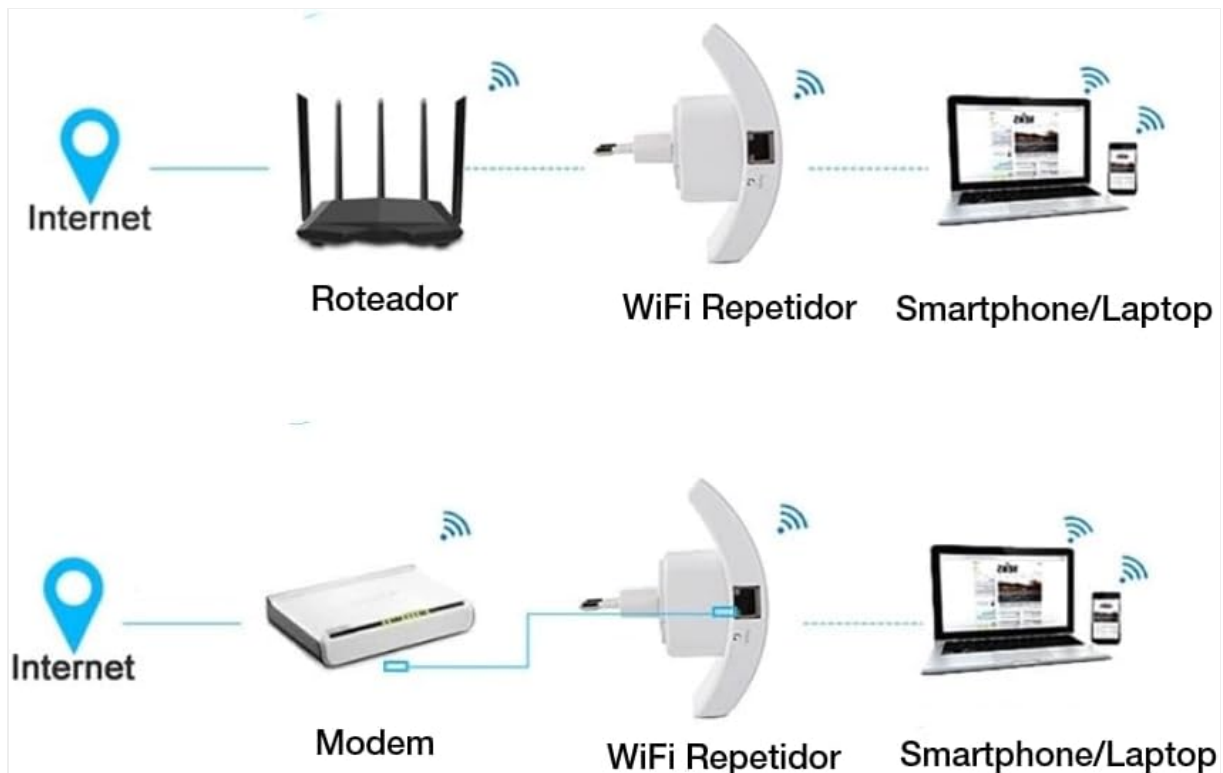 Internet
Roteador
WiFi Repetidor
Smartphone/Laptop
Internet
Modem
WiFi Repetidor
Smartphone/Laptop